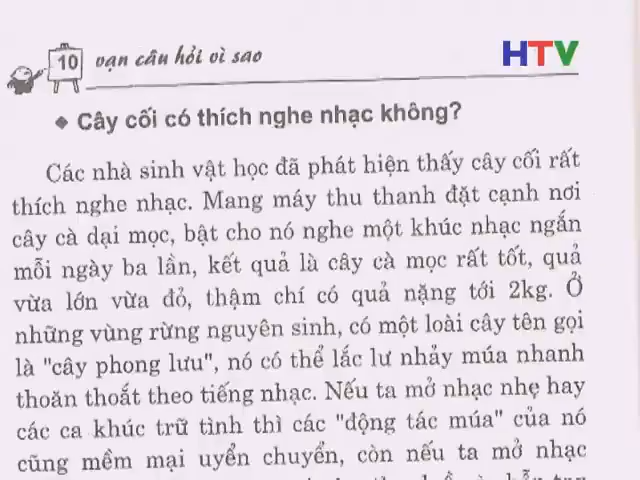 10 vạn câu hỏi vì sao
HTV
◆ Cây cối có thích nghe nhạc không?
Các nhà sinh vật học đã phát hiện thấy cây cối rất
thích nghe nhạc. Mang máy thu thanh đặt cạnh nơi
cây cà dại mọc, bật cho nó nghe một khúc nhạc ngắn
mỗi ngày ba lần, kết quả là cây cà mọc rất tốt, quả
vừa lớn vừa đỏ, thậm chí có quả nặng tới 2kg. Ở
những vùng rừng nguyên sinh, có một loài cây tên gọi
là "cây phong lưu", nó có thể lắc lư nhảy múa nhanh
thoăn thoắt theo tiếng nhạc. Nếu ta mở nhạc nhẹ hay
các ca khúc trữ tình thì các "động tác múa" của nó
cũng mềm mại uyển chuyển, còn nếu ta mở nhạc